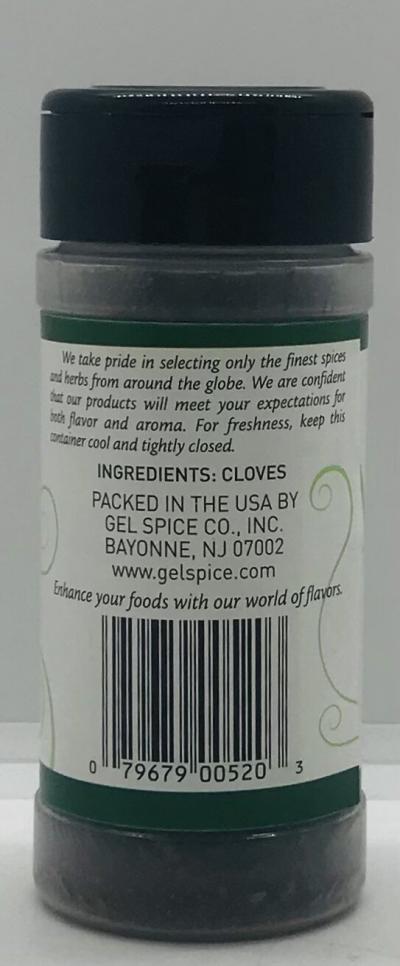 We take pride in selecting only the finest spices
and herbs from around the globe. We are confident
that our products will meet your expectations for
both flavor and aroma. For freshness, keep this
container cool and tightly closed.
INGREDIENTS: CLOVES
PACKED IN THE USA BY
GEL SPICE CO., INC.
BAYONNE, NJ 07002
www.gelspice.com
Enhance your foods with our world of flavors.
0 79679 00520 3